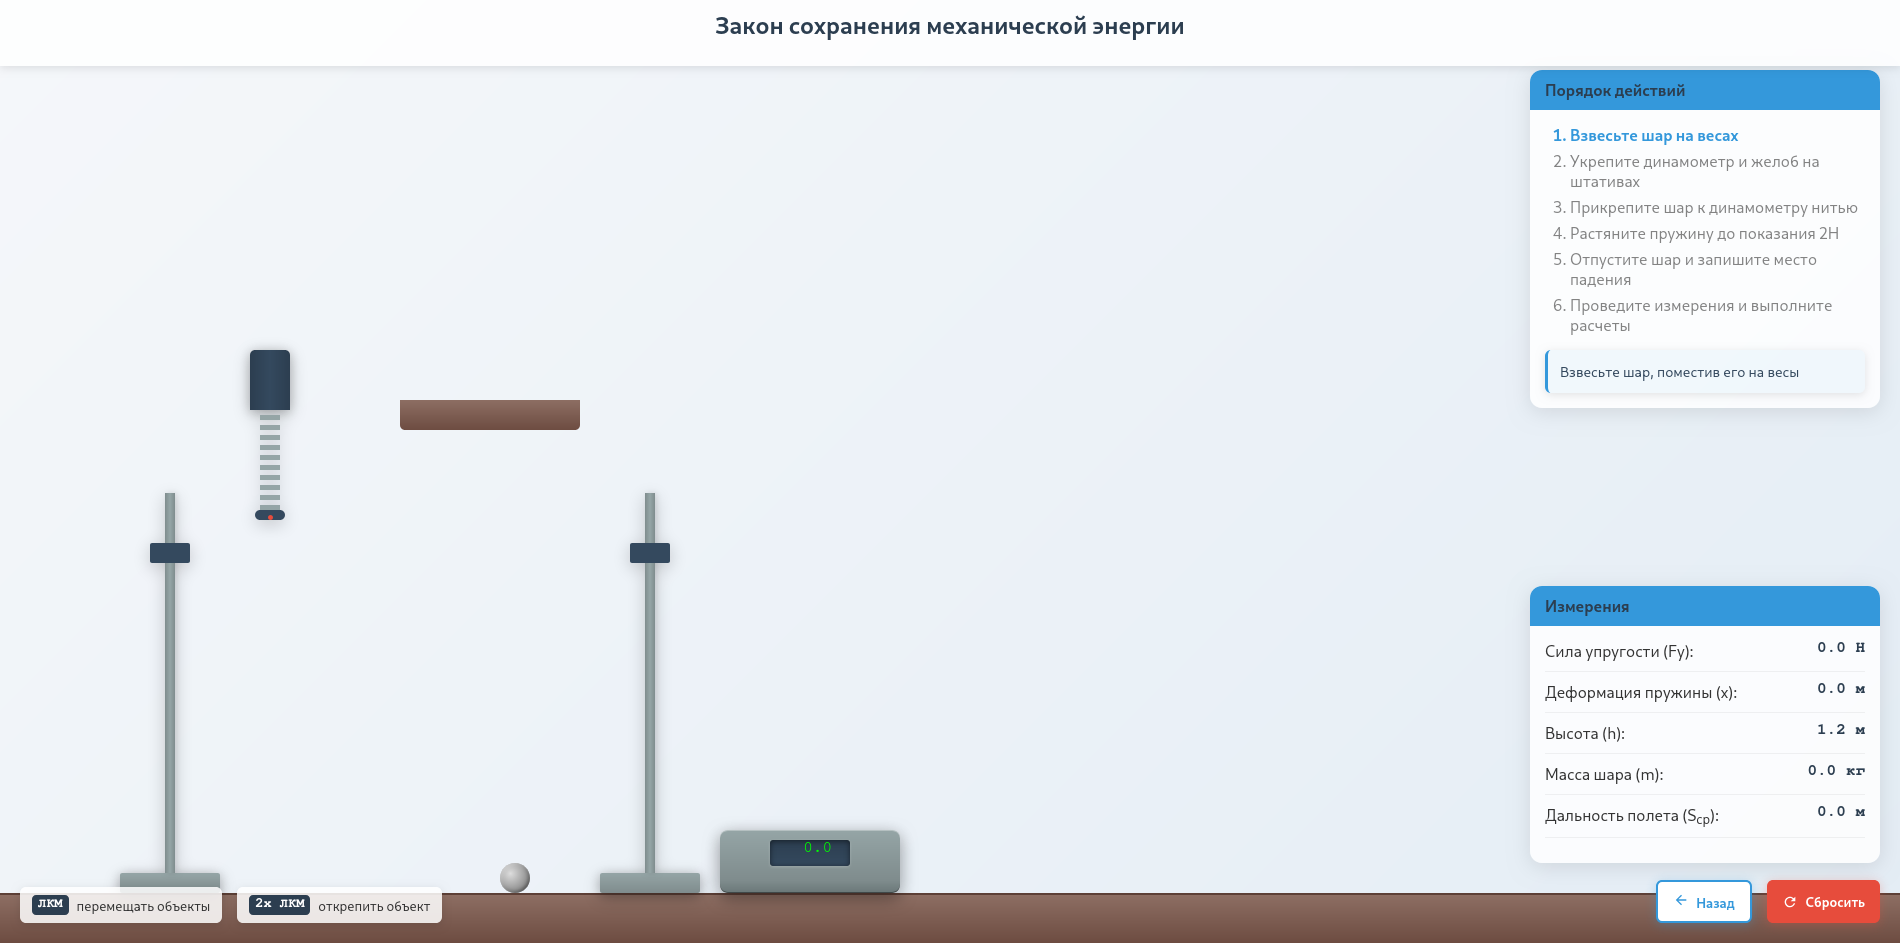 Закон сохранения механической энергии
Порядок действий
1. Взвесьте шар на весах
2. Укрепите динамометр и желоб на
штативах
3. Прикрепите шар к динамометру нитью
4. Растяните пружину до показания 2Н
5. Отпустите шар и запишите место
падения
6. Проведите измерения и выполните
расчеты
Взвесьте шар, поместив его на весы
Измерения
Сила упругости (Fy): 0.0 Н
Деформация пружины (x): 0.0 м
Высота (h): 1.2 м
Масса шара (m): 0.0 кг
Дальность полета (Sср): 0.0 м
0.0
ЛКМ перемещать объекты
2x ЛКМ открепить объект
Назад
Сбросить